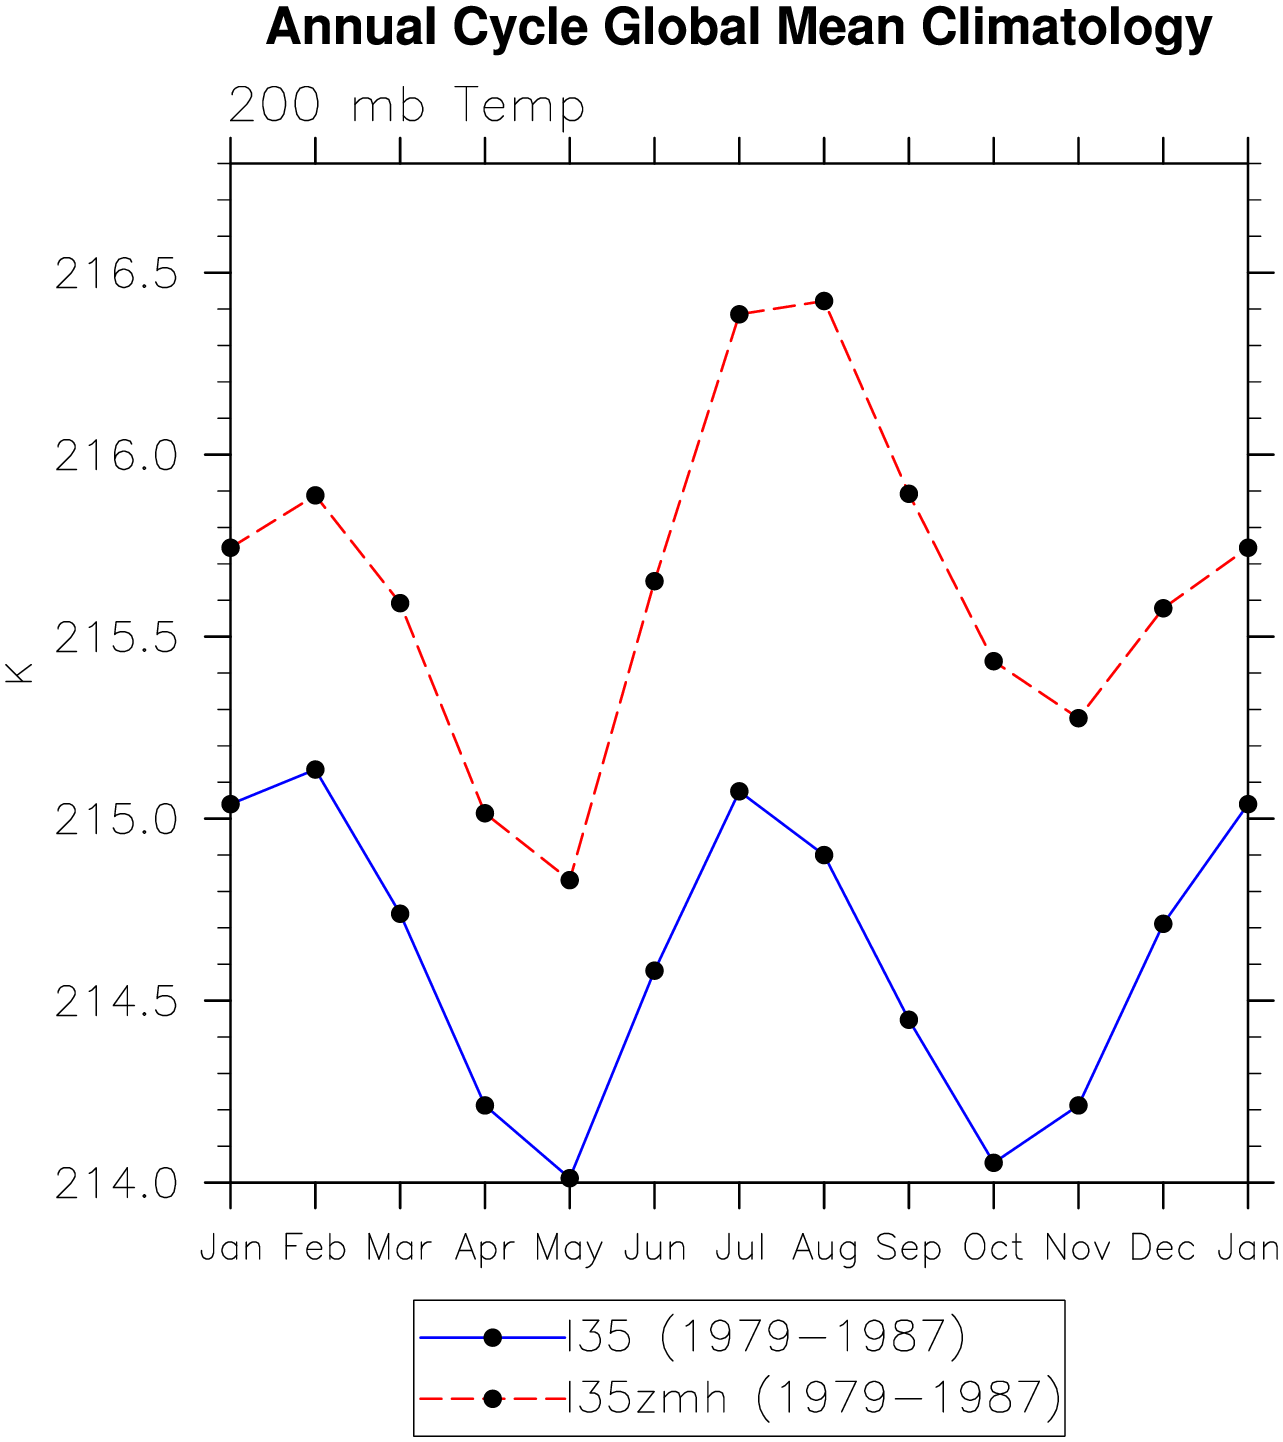 Annual Cycle Global Mean Climatology
200 mb Temp
216.5
216.0
215.5
K
215.0
214.5
214.0
Jan Feb Mar Apr May Jun Jul Aug Sep Oct Nov Dec Jan
I35 (1979-1987)
I35zmh (1979-1987)